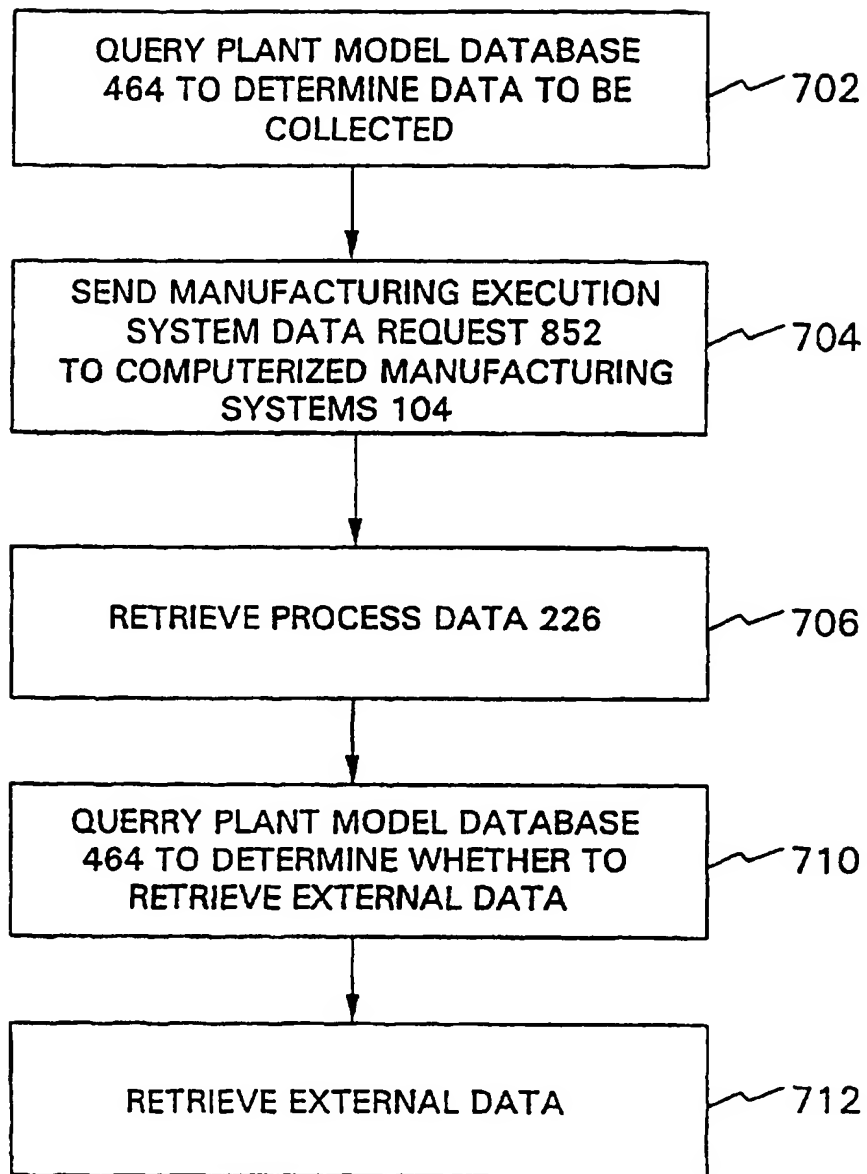 QUERY PLANT MODEL DATABASE
464 TO DETERMINE DATA TO BE
COLLECTED
702
SEND MANUFACTURING EXECUTION
SYSTEM DATA REQUEST 852
TO COMPUTERIZED MANUFACTURING
SYSTEMS 104
704
RETRIEVE PROCESS DATA 226
706
QUERRY PLANT MODEL DATABASE
464 TO DETERMINE WHETHER TO
RETRIEVE EXTERNAL DATA
710
RETRIEVE EXTERNAL DATA
712